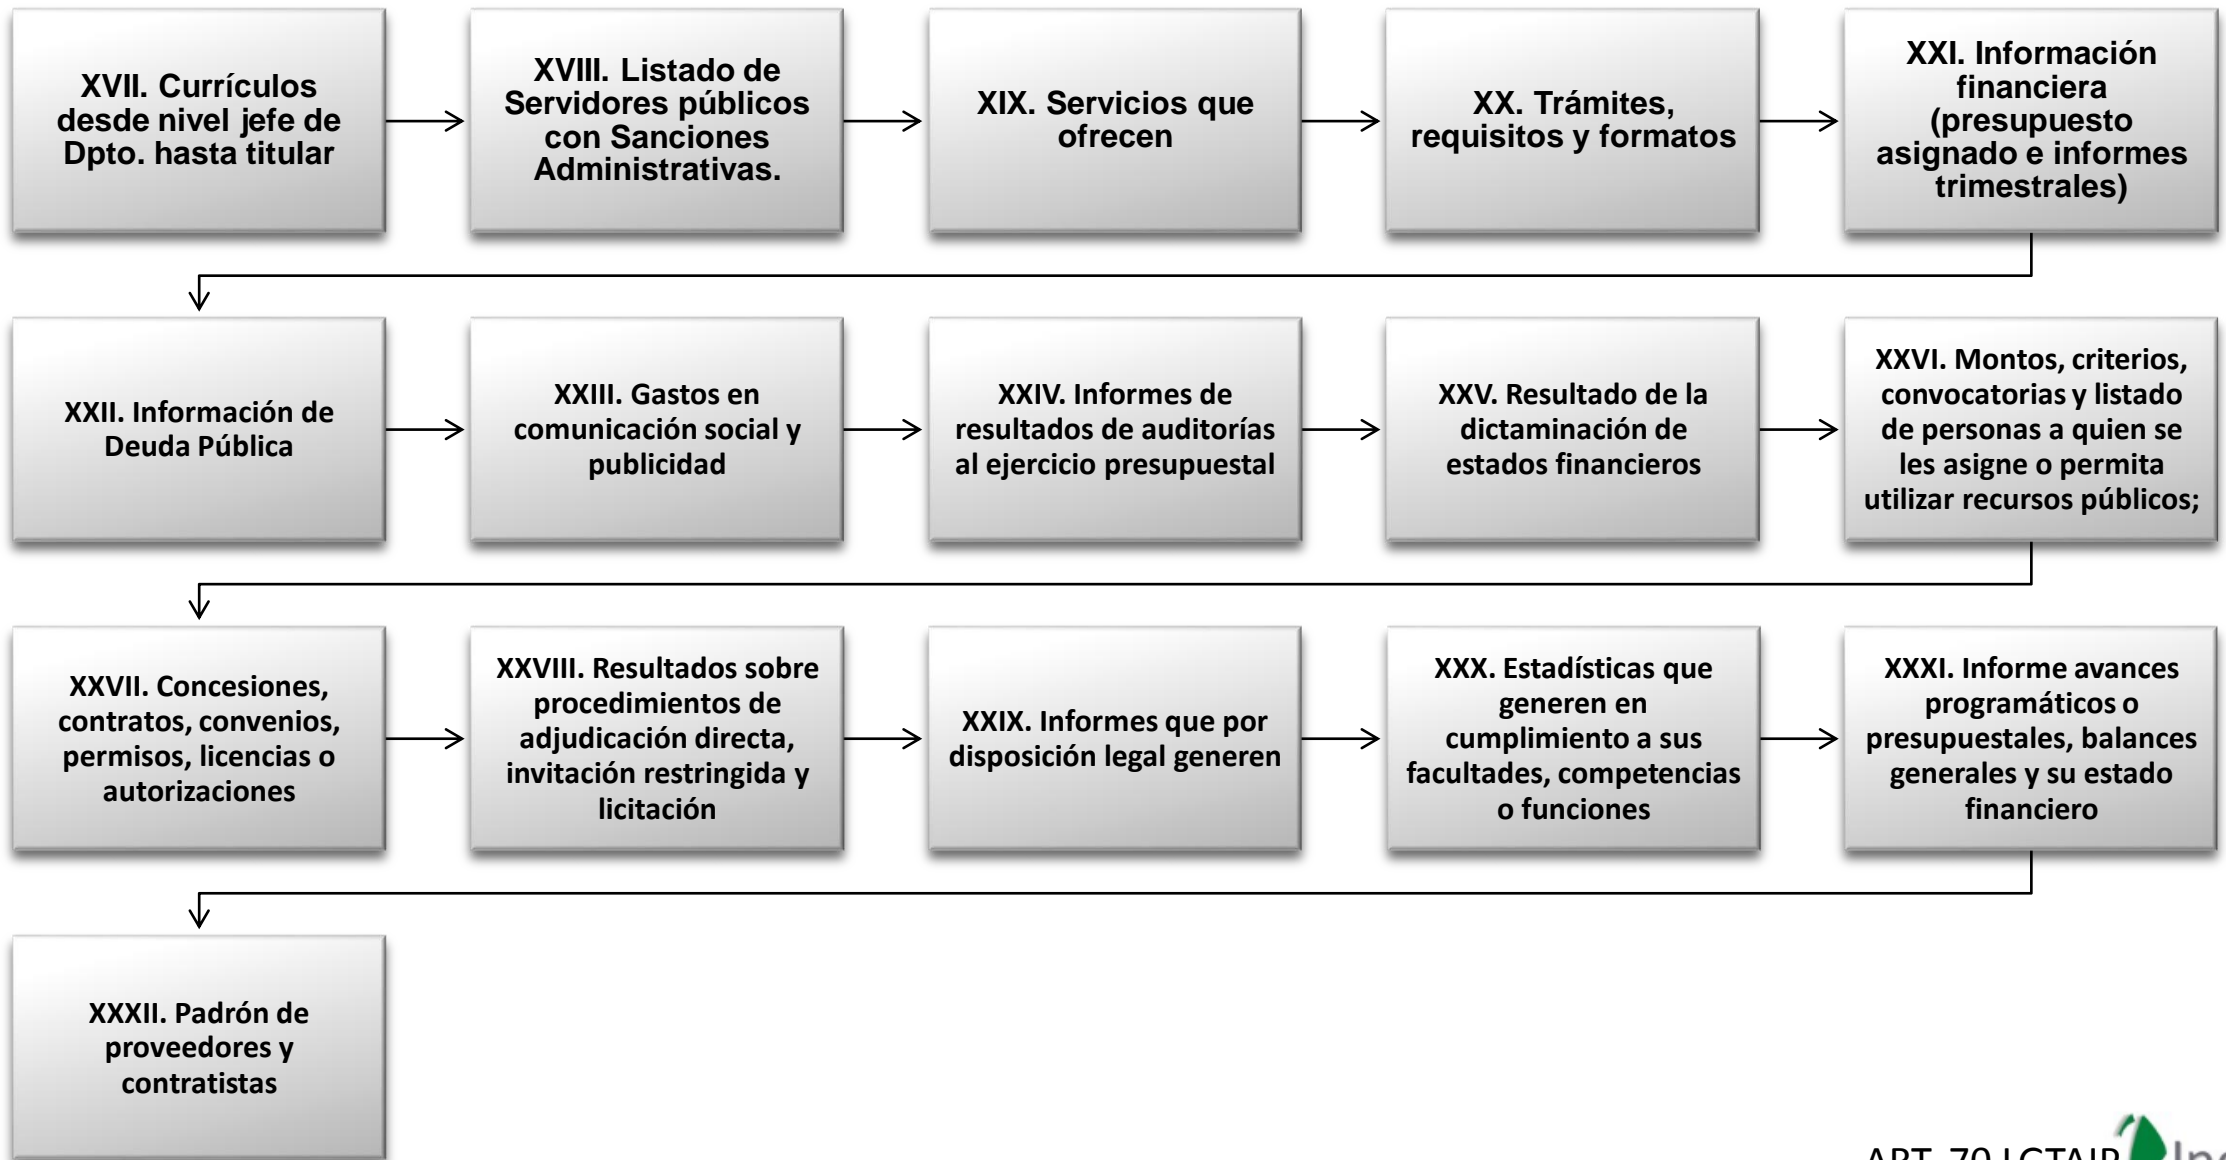 XVII. Currículos
desde nivel jefe de
Dpto. hasta titular
XVIII. Listado de
Servidores públicos
con Sanciones
Administrativas.
XIX. Servicios que
ofrecen
XX. Trámites,
requisitos y formatos
XXI. Información
financiera
(presupuesto
asignado e informes
trimestrales)
XXII. Información de
Deuda Pública
XXIII. Gastos en
comunicación social y
publicidad
XXIV. Informes de
resultados de auditorías
al ejercicio presupuestal
XXV. Resultado de la
dictaminación de
estados financieros
XXVI. Montos, criterios,
convocatorias y listado
de personas a quien se
les asigne o permita
utilizar recursos públicos;
XXVII. Concesiones,
contratos, convenios,
permisos, licencias o
autorizaciones
XXVIII. Resultados sobre
procedimientos de
adjudicación directa,
invitación restringida y
licitación
XXIX. Informes que por
disposición legal generen
XXX. Estadísticas que
generen en
cumplimiento a sus
facultades, competencias
o funciones
XXXI. Informe avances
programáticos o
presupuestales, balances
generales y su estado
financiero
XXXII. Padrón de
proveedores y
contratistas
ART. 70 LGTAIP